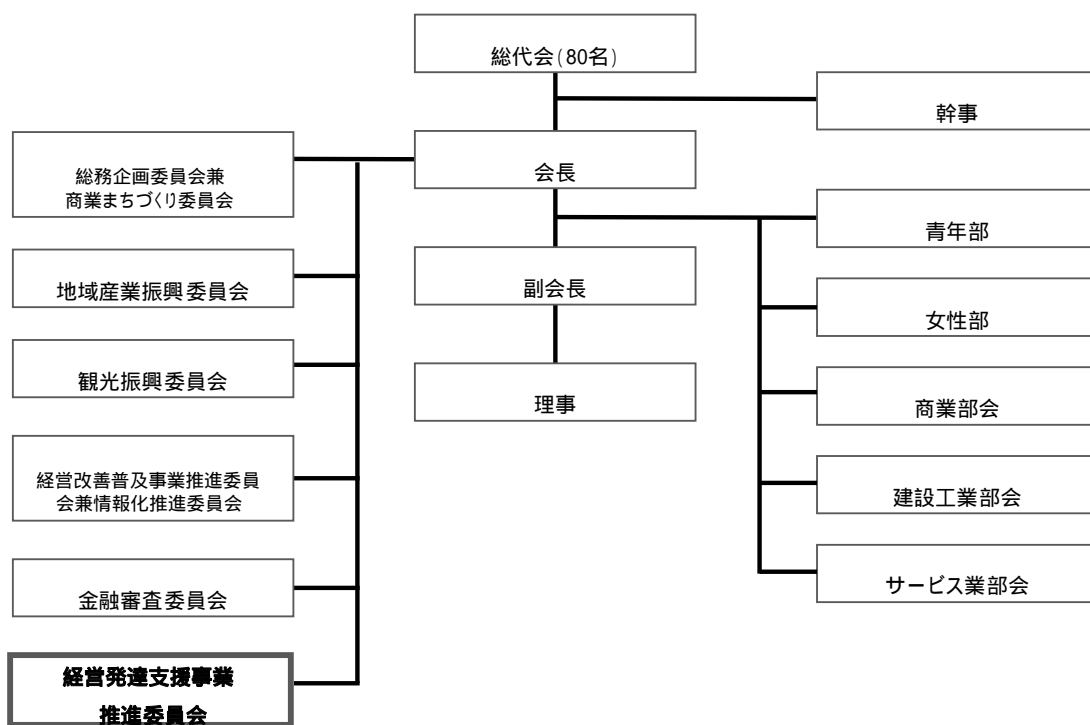 総代会(80名)
幹事
会長
総務企画委員会兼
商業まちづくり委員会
青年部
地域産業振興委員会
副会長
女性部
観光振興委員会
理事
商業部会
経営改善普及事業推進委員
会兼情報化推進委員会
建設工業部会
金融審査委員会
サービス業部会
経営発達支援事業
推進委員会